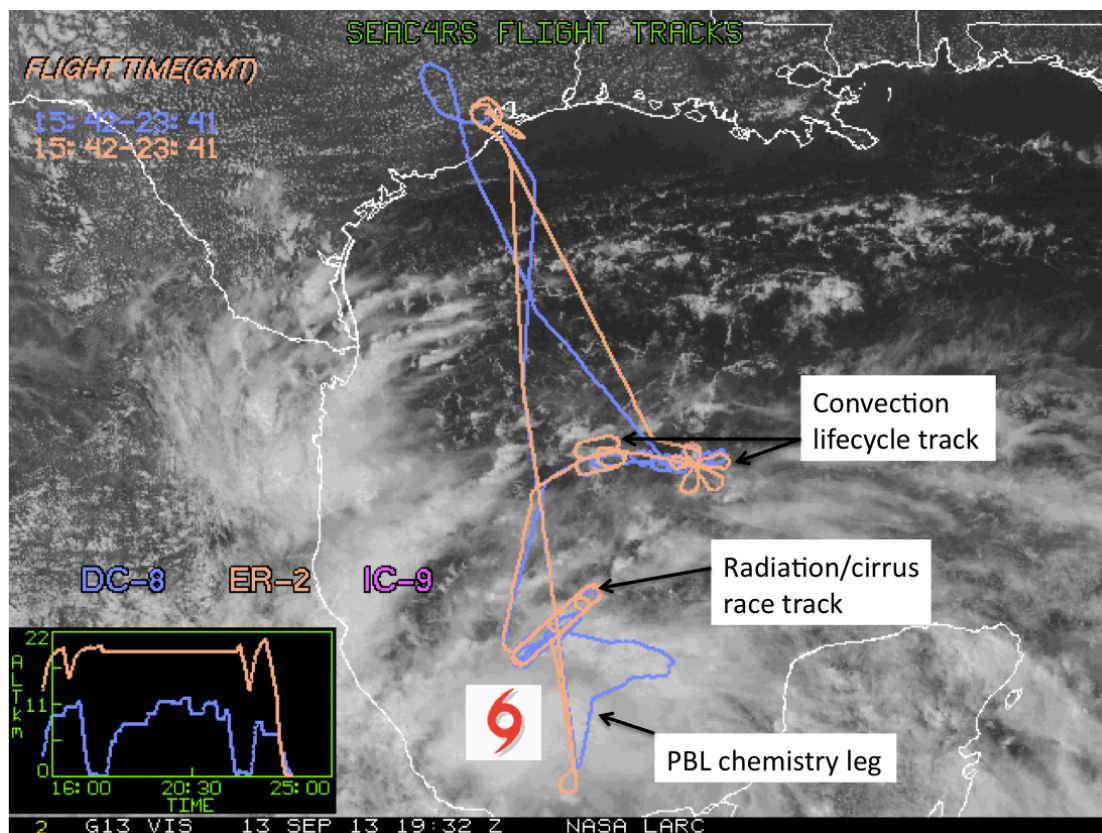 SEAC4RS FLIGHT TRACKS
FLIGHT TIME(GMT)
15:42-23:41
15:42-23:41
Convection
lifecycle track
DC-8 ER-2 IC-9
Radiation/cirrus
race track
PBL chemistry leg
22
11
0
ALT km
16:00 20:30 25:00
TIME
2 G13 VIS 13 SEP 13 19:32 Z NASA LARC